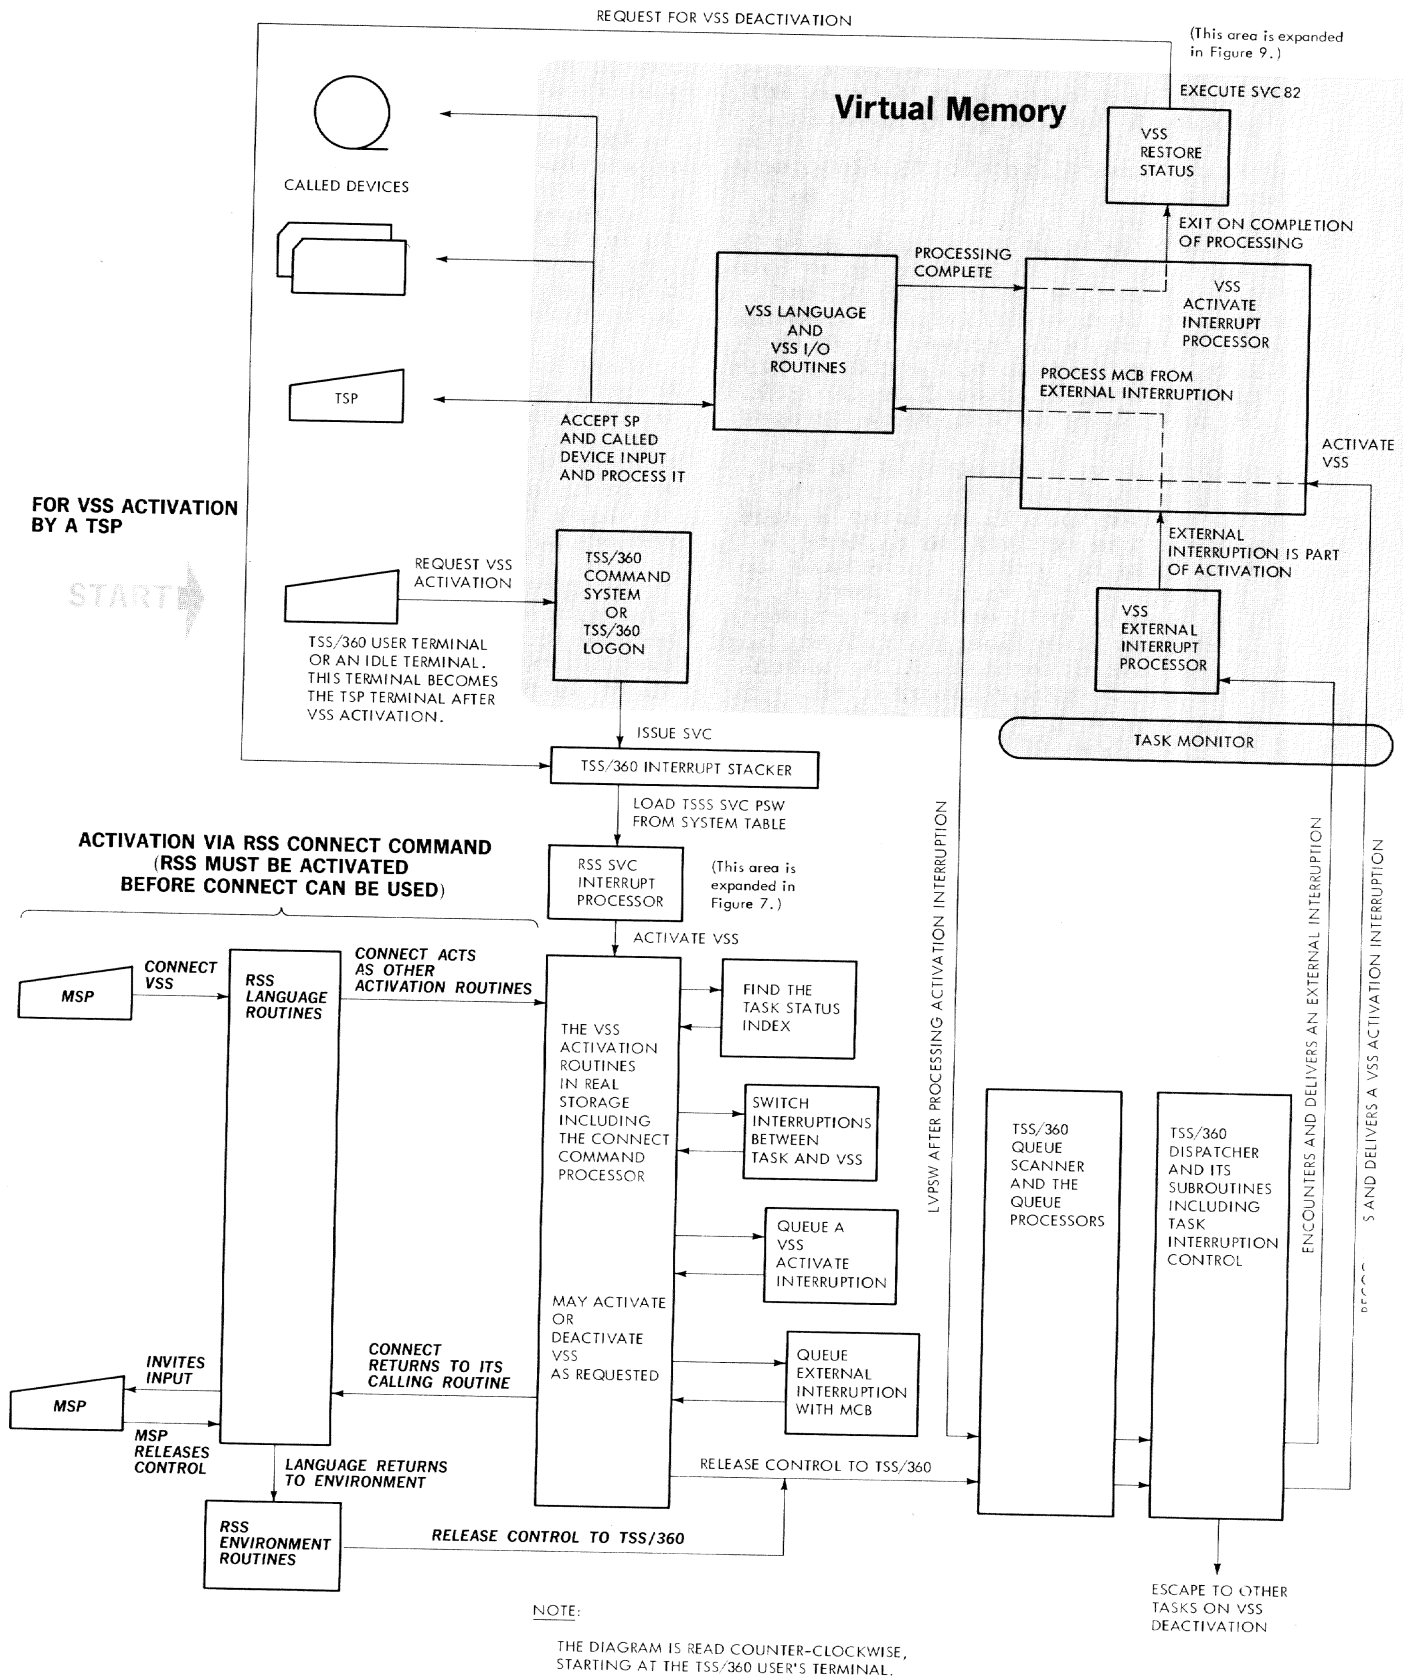 REQUEST FOR VSS DEACTIVATION
(This area is expanded
in Figure 9.)
EXECUTE SVC 82
Virtual Memory
VSS
RESTORE
STATUS
CALLED DEVICES
EXIT ON COMPLETION
OF PROCESSING
PROCESSING
COMPLETE
VSS LANGUAGE
AND
VSS I/O
ROUTINES
VSS
ACTIVATE
INTERRUPT
PROCESSOR
PROCESS MCB FROM
EXTERNAL INTERRUPTION
TSP
ACCEPT SP
AND CALLED
DEVICE INPUT
AND PROCESS IT
ACTIVATE
VSS
FOR VSS ACTIVATION
BY A TSP
START
REQUEST VSS
ACTIVATION
TSS/360
COMMAND
SYSTEM
OR
TSS/360
LOGON
EXTERNAL
INTERRUPTION IS PART
OF ACTIVATION
VSS
EXTERNAL
INTERRUPT
PROCESSOR
TSS/360 USER TERMINAL
OR AN IDLE TERMINAL.
THIS TERMINAL BECOMES
THE TSP TERMINAL AFTER
VSS ACTIVATION.
ISSUE SVC
TASK MONITOR
TSS/360 INTERRUPT STACKER
LOAD TSSS SVC PSW
FROM SYSTEM TABLE
ACTIVATION VIA RSS CONNECT COMMAND
(RSS MUST BE ACTIVATED
BEFORE CONNECT CAN BE USED)
RSS SVC
INTERRUPT
PROCESSOR
(This area is
expanded in
Figure 7.)
ACTIVATE VSS
MSP
CONNECT
VSS
RSS
LANGUAGE
ROUTINES
CONNECT ACTS
AS OTHER
ACTIVATION ROUTINES
THE VSS
ACTIVATION
ROUTINES
IN REAL
STORAGE
INCLUDING
THE CONNECT
COMMAND
PROCESSOR
FIND THE
TASK STATUS
INDEX
SWITCH
INTERRUPTIONS
BETWEEN
TASK AND VSS
QUEUE A
VSS
ACTIVATE
INTERRUPTION
MAY ACTIVATE
OR
DEACTIVATE
VSS
AS REQUESTED
QUEUE
EXTERNAL
INTERRUPTION
WITH MCB
LVPSW AFTER PROCESSING ACTIVATION INTERRUPTION
TSS/360
QUEUE
SCANNER
AND THE
QUEUE
PROCESSORS
TSS/360
DISPATCHER
AND ITS
SUBROUTINES
INCLUDING
TASK
INTERRUPTION
CONTROL
ENCOUNTERS AND DELIVERS AN EXTERNAL INTERRUPTION
S AND DELIVERS A VSS ACTIVATION INTERRUPTION
INVITES
INPUT
MSP
MSP
RELEASES
CONTROL
CONNECT
RETURNS TO ITS
CALLING ROUTINE
LANGUAGE RETURNS
TO ENVIRONMENT
RELEASE CONTROL TO TSS/360
RSS
ENVIRONMENT
ROUTINES
RELEASE CONTROL TO TSS/360
ESCAPE TO OTHER
TASKS ON VSS
DEACTIVATION
NOTE:
THE DIAGRAM IS READ COUNTER-CLOCKWISE,
STARTING AT THE TSS/360 USER'S TERMINAL.